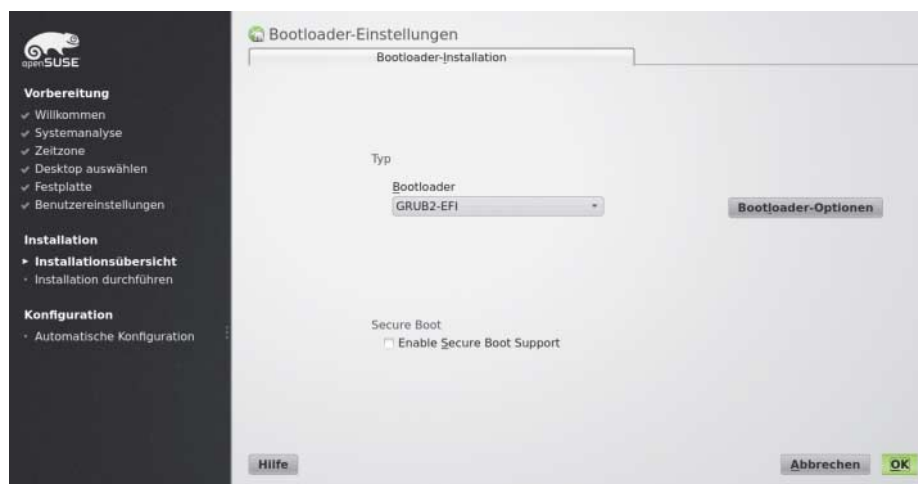 openSUSE
Vorbereitung
Willkommen
Systemanalyse
Zeitzone
Desktop auswählen
Festplatte
Benutzereinstellungen
Installation
Installationsübersicht
Installation durchführen
Konfiguration
Automatische Konfiguration
Bootloader-Einstellungen
Bootloader-Installation
Typ
Bootloader
GRUB2-EFI
Bootloader-Optionen
Secure Boot
Enable Secure Boot Support
Hilfe
Abbrechen
OK